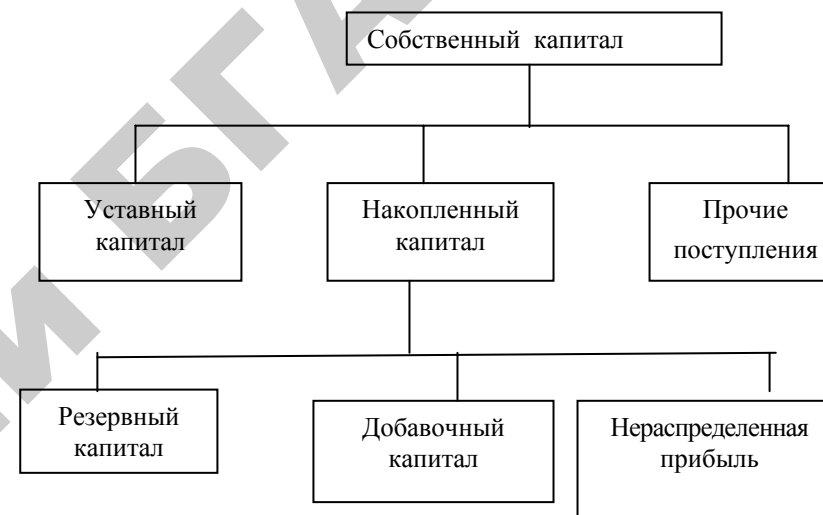 Собственный капитал
Уставный
капитал
Накопленный
капитал
Прочие
поступления
Резервный
капитал
Добавочный
капитал
Нераспределенная
прибыль